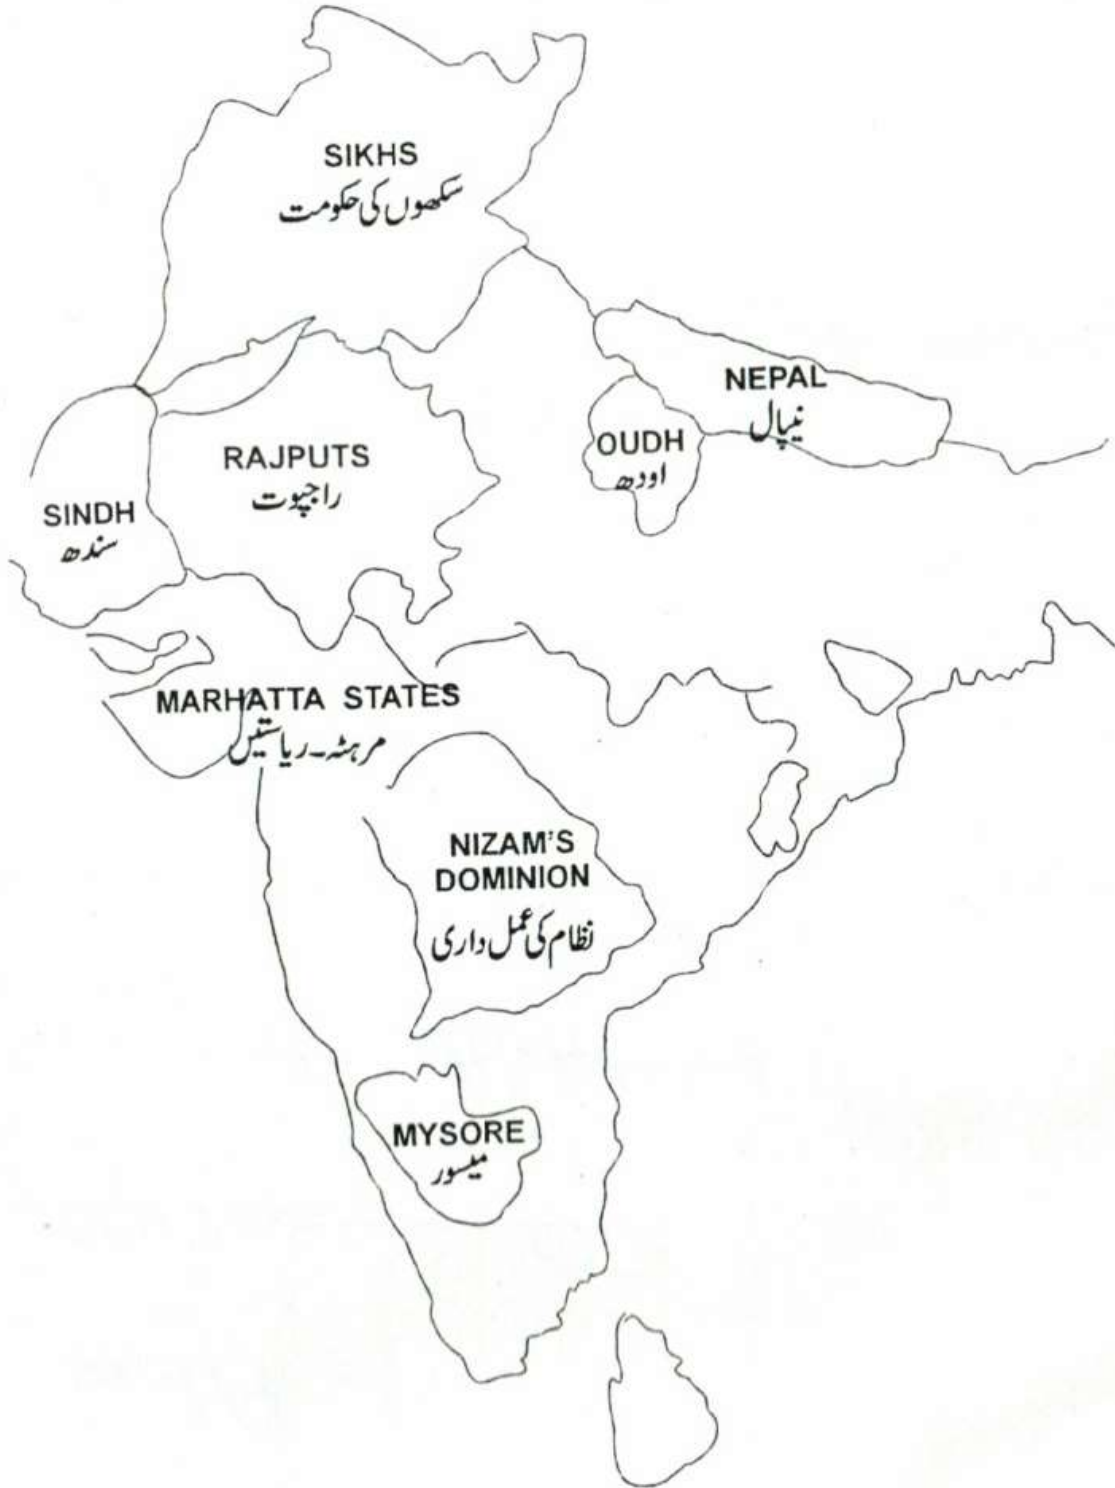 SIKHS
سکھوں کی حکومت
NEPAL
نیپال
OUDH
اودھ
RAJPUTS
راجپوت
SINDH
سندھ
MARHATTA STATES
مرہٹہ۔ریاستیں
NIZAM'S
DOMINION
نظام کی عمل داری
MYSORE
میسور